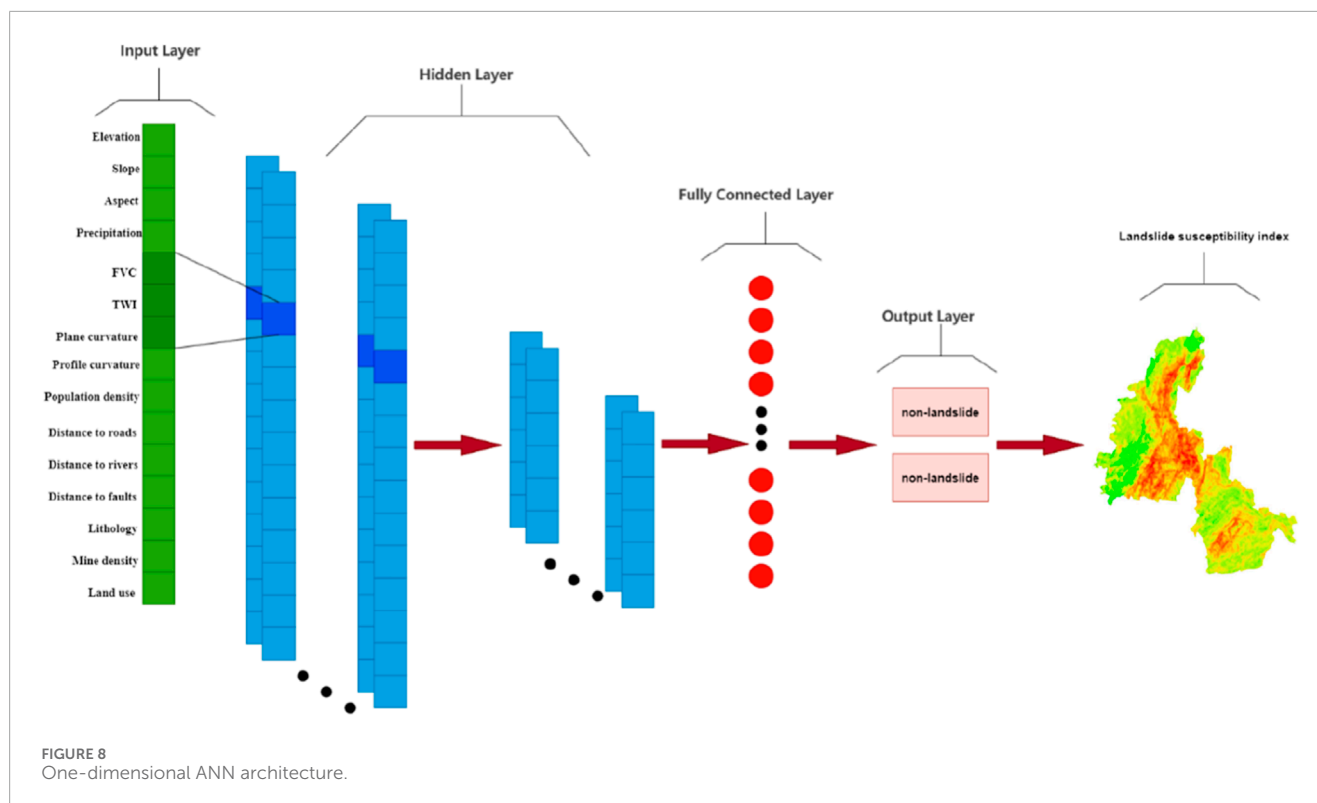 Input Layer
Hidden Layer
Elevation
Slope
Aspect
Precipitation
FVC
TWI
Plane curvature
Profile curvature
Population density
Distance to roads
Distance to rivers
Distance to faults
Lithology
Mine density
Land use
Fully Connected Layer
Output Layer
non-landslide
non-landslide
Landslide susceptibility index
FIGURE 8
One-dimensional ANN architecture.